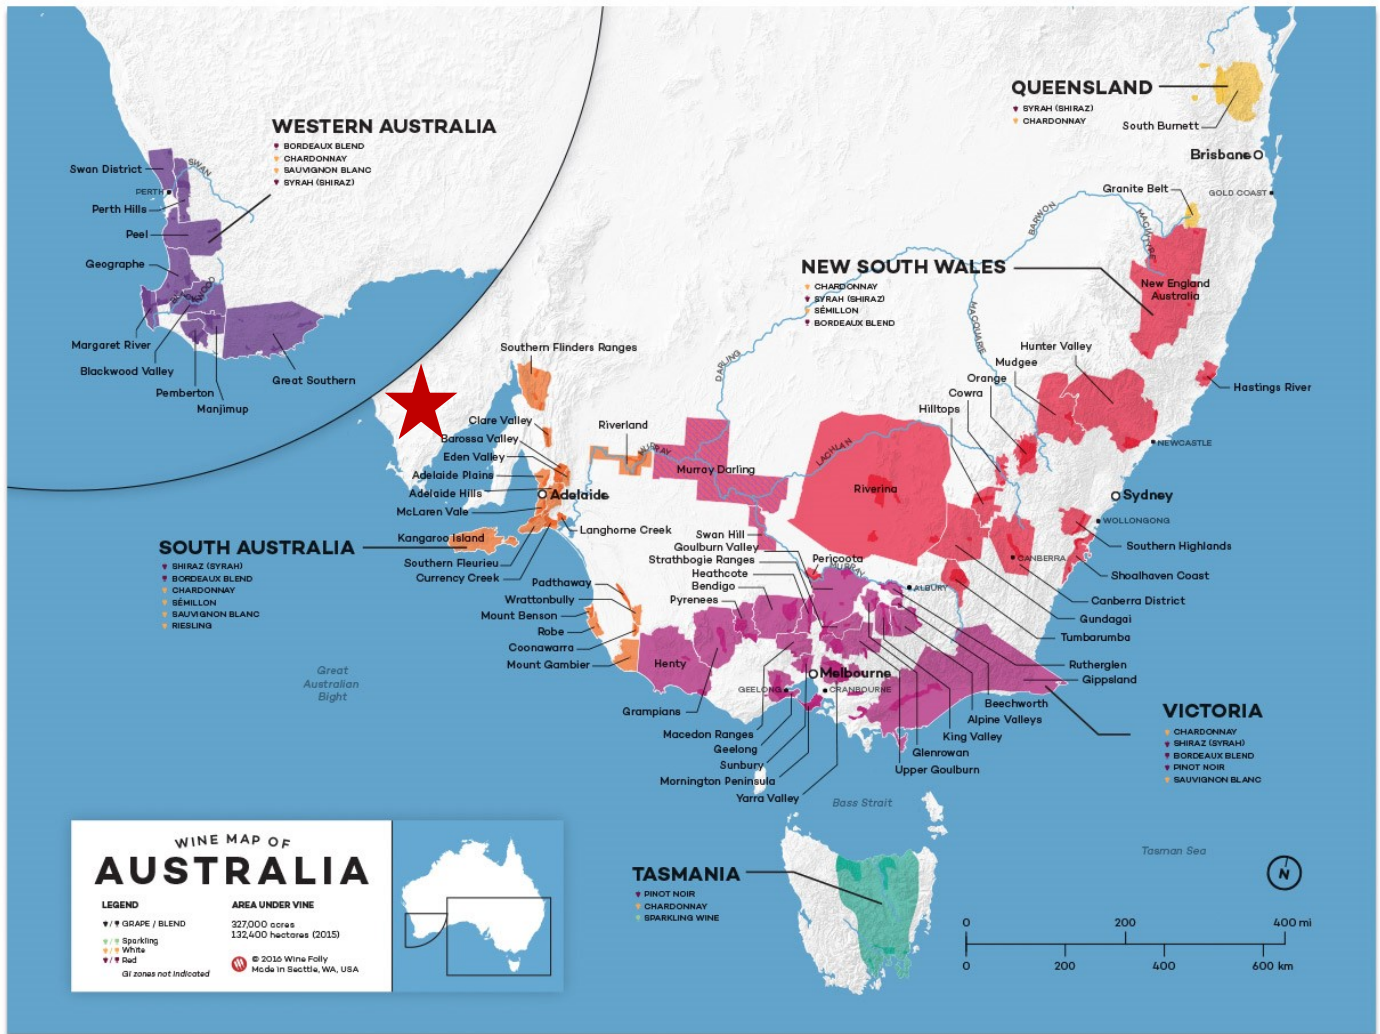 QUEENSLAND
SYRAH (SHIRAZ)
CHARDONNAY
South Burnett
Brisbane
Granite Belt
GOLD COAST
WESTERN AUSTRALIA
BORDEAUX BLEND
CHARDONNAY
SAUVIGNON BLANC
SYRAH (SHIRAZ)
Swan District
SWAN
PERTH
Perth Hills
Peel
Geographe
Margaret River
Blackwood Valley
Pemberton
Manjimup
Great Southern
NEW SOUTH WALES
CHARDONNAY
SYRAH (SHIRAZ)
SÉMILLON
BORDEAUX BLEND
BARWON
MACINTYRE
New England
Australia
DARLING
MACQUARIE
Hunter Valley
Mudgee
Orange
Cowra
Hilltops
Hastings River
NEWCASTLE
Southern Flinders Ranges
Clare Valley
Barossa Valley
Eden Valley
Adelaide Plains
Adelaide Hills
Adelaide
McLaren Vale
Riverland
MURRAY
Murray Darling
LACHLAN
Riverina
Sydney
WOLLONGONG
Southern Highlands
CANBERRA
Shoalhaven Coast
Canberra District
Gundagai
Tumbarumba
SOUTH AUSTRALIA
SHIRAZ (SYRAH)
BORDEAUX BLEND
CHARDONNAY
SÉMILLON
SAUVIGNON BLANC
RIESLING
Kangaroo Island
Langhorne Creek
Southern Fleurieu
Currency Creek
Padthaway
Wrattonbully
Mount Benson
Robe
Coonawarra
Mount Gambier
Swan Hill
Goulburn Valley
Strathbogie Ranges
Heathcote
Bendigo
Pyrenees
Pericoota
MURRAY
ALBURY
Henty
Grampians
Macedon Ranges
Geelong
Sunbury
Mornington Peninsula
Yarra Valley
GEELONG
Melbourne
CRANBOURNE
Rutherglen
Gippsland
Beechworth
Alpine Valleys
King Valley
Glenrowan
Upper Goulburn
VICTORIA
CHARDONNAY
SHIRAZ (SYRAH)
BORDEAUX BLEND
PINOT NOIR
SAUVIGNON BLANC
Great
Australian
Bight
Bass Strait
Tasman Sea
TASMANIA
PINOT NOIR
CHARDONNAY
SPARKLING WINE
WINE MAP OF
AUSTRALIA
LEGEND
GRAPE / BLEND
Sparkling
White
Red
GI zones not indicated
AREA UNDER VINE
327,000 acres
132,400 hectares (2015)
© 2016 Wine Folly
Made in Seattle, WA, USA
N
0 200 400 mi
0 200 400 600 km